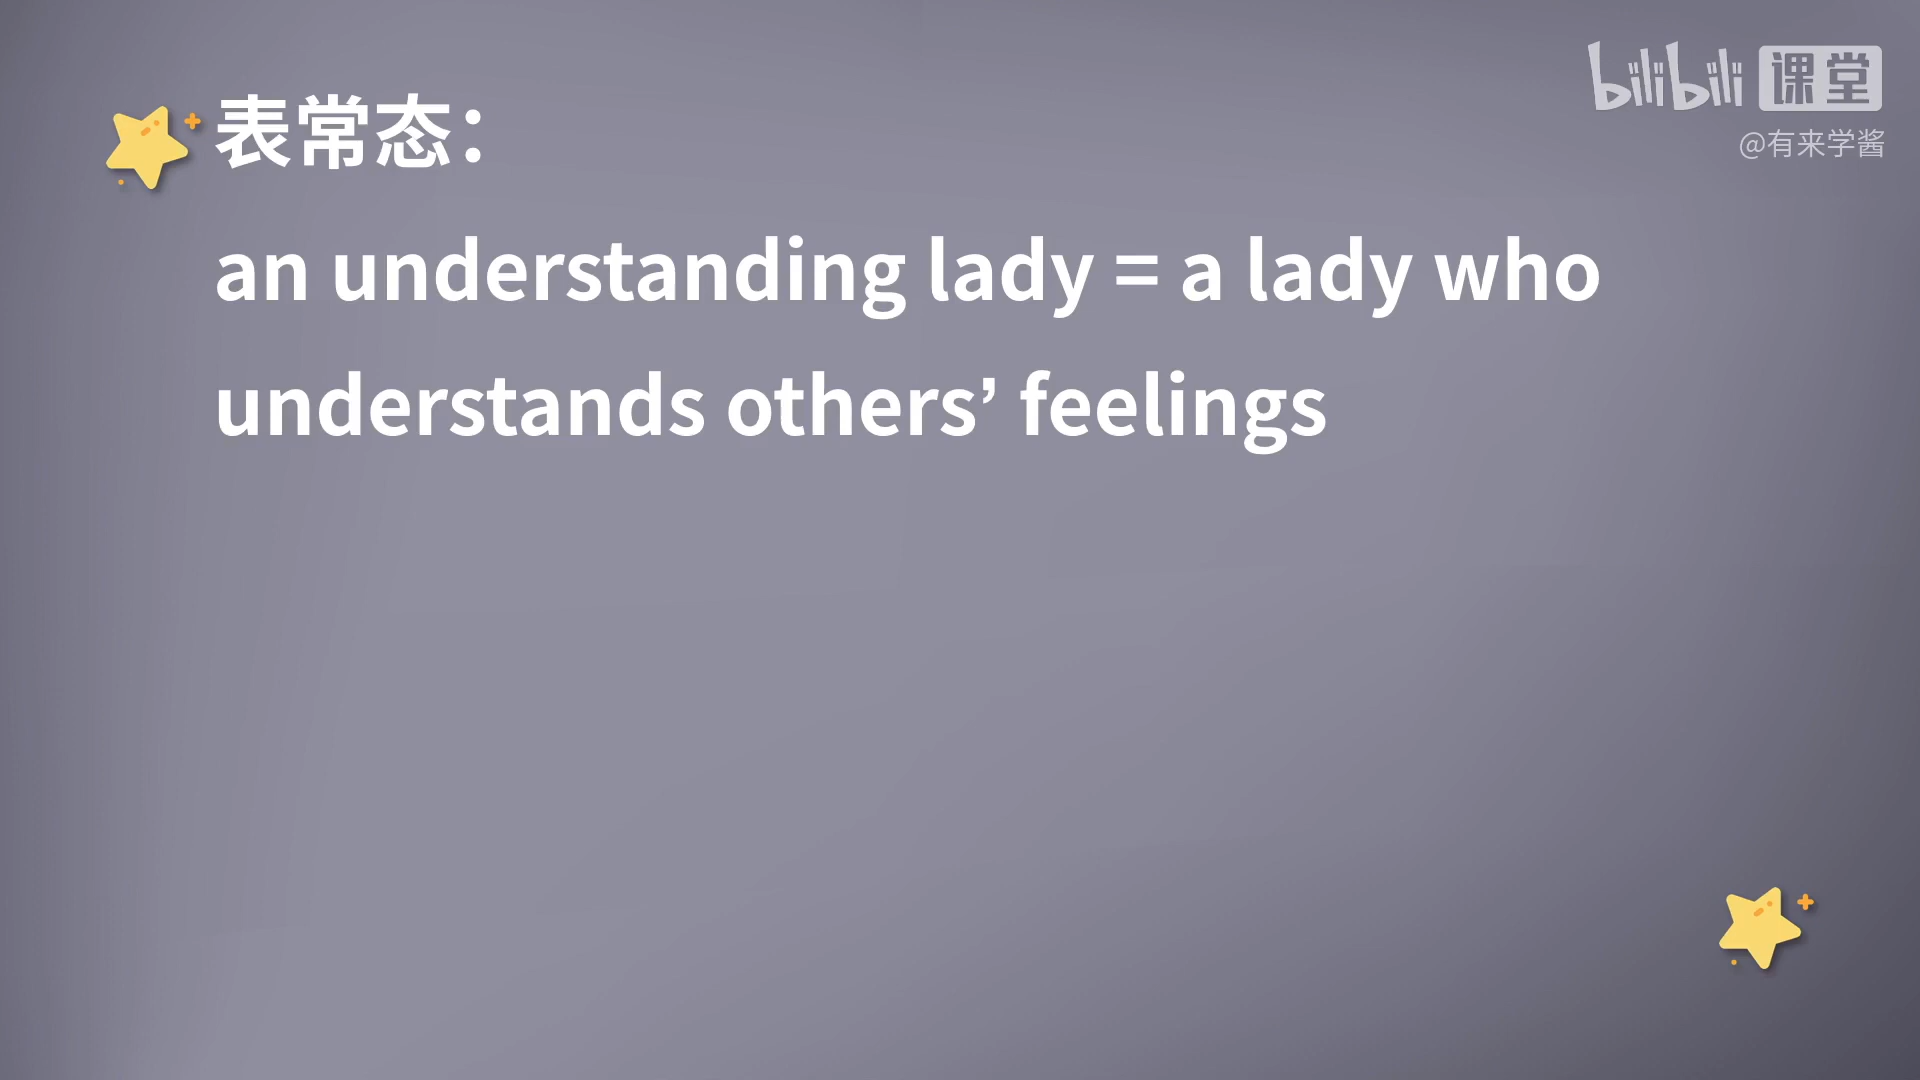 bilibili 课堂
@有来学酱
表常态：
an understanding lady = a lady who
understands others’ feelings